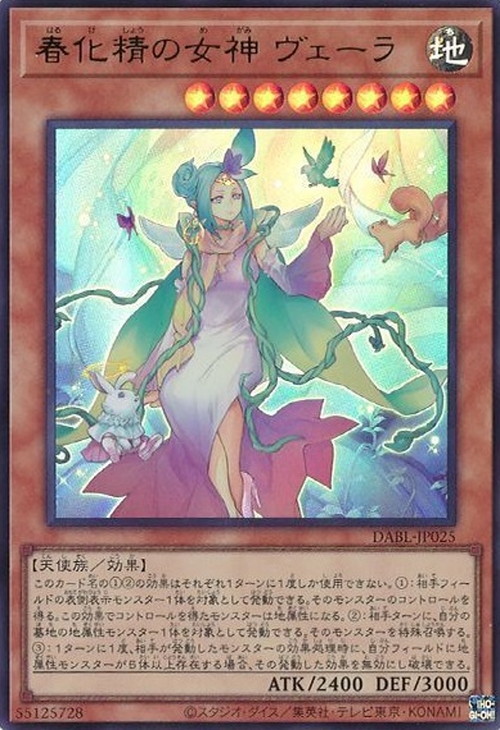 春化精の女神 ヴェーラ
はるけしょうのめがみ
地
DABL-JP025
【天使族／効果】
このカード名の①②の効果はそれぞれ1ターンに1度しか使用できない。①：相手フィー
ルドの表側表示モンスター1体を対象として発動できる。そのモンスターのコントロールを
得る。この効果でコントロールを得たモンスターは地属性になる。②：相手ターンに、自分の
墓地の地属性モンスター1体を対象として発動できる。そのモンスターを特殊召喚する。
③：1ターンに1度、相手が発動したモンスターの効果処理時に、自分フィールドに地
属性モンスターが5体以上存在する場合、その発動した効果を無効にし破壊できる。
ATK/2400 DEF/3000
S5125728
©スタジオ・ダイス／集英社・テレビ東京・KONAMI